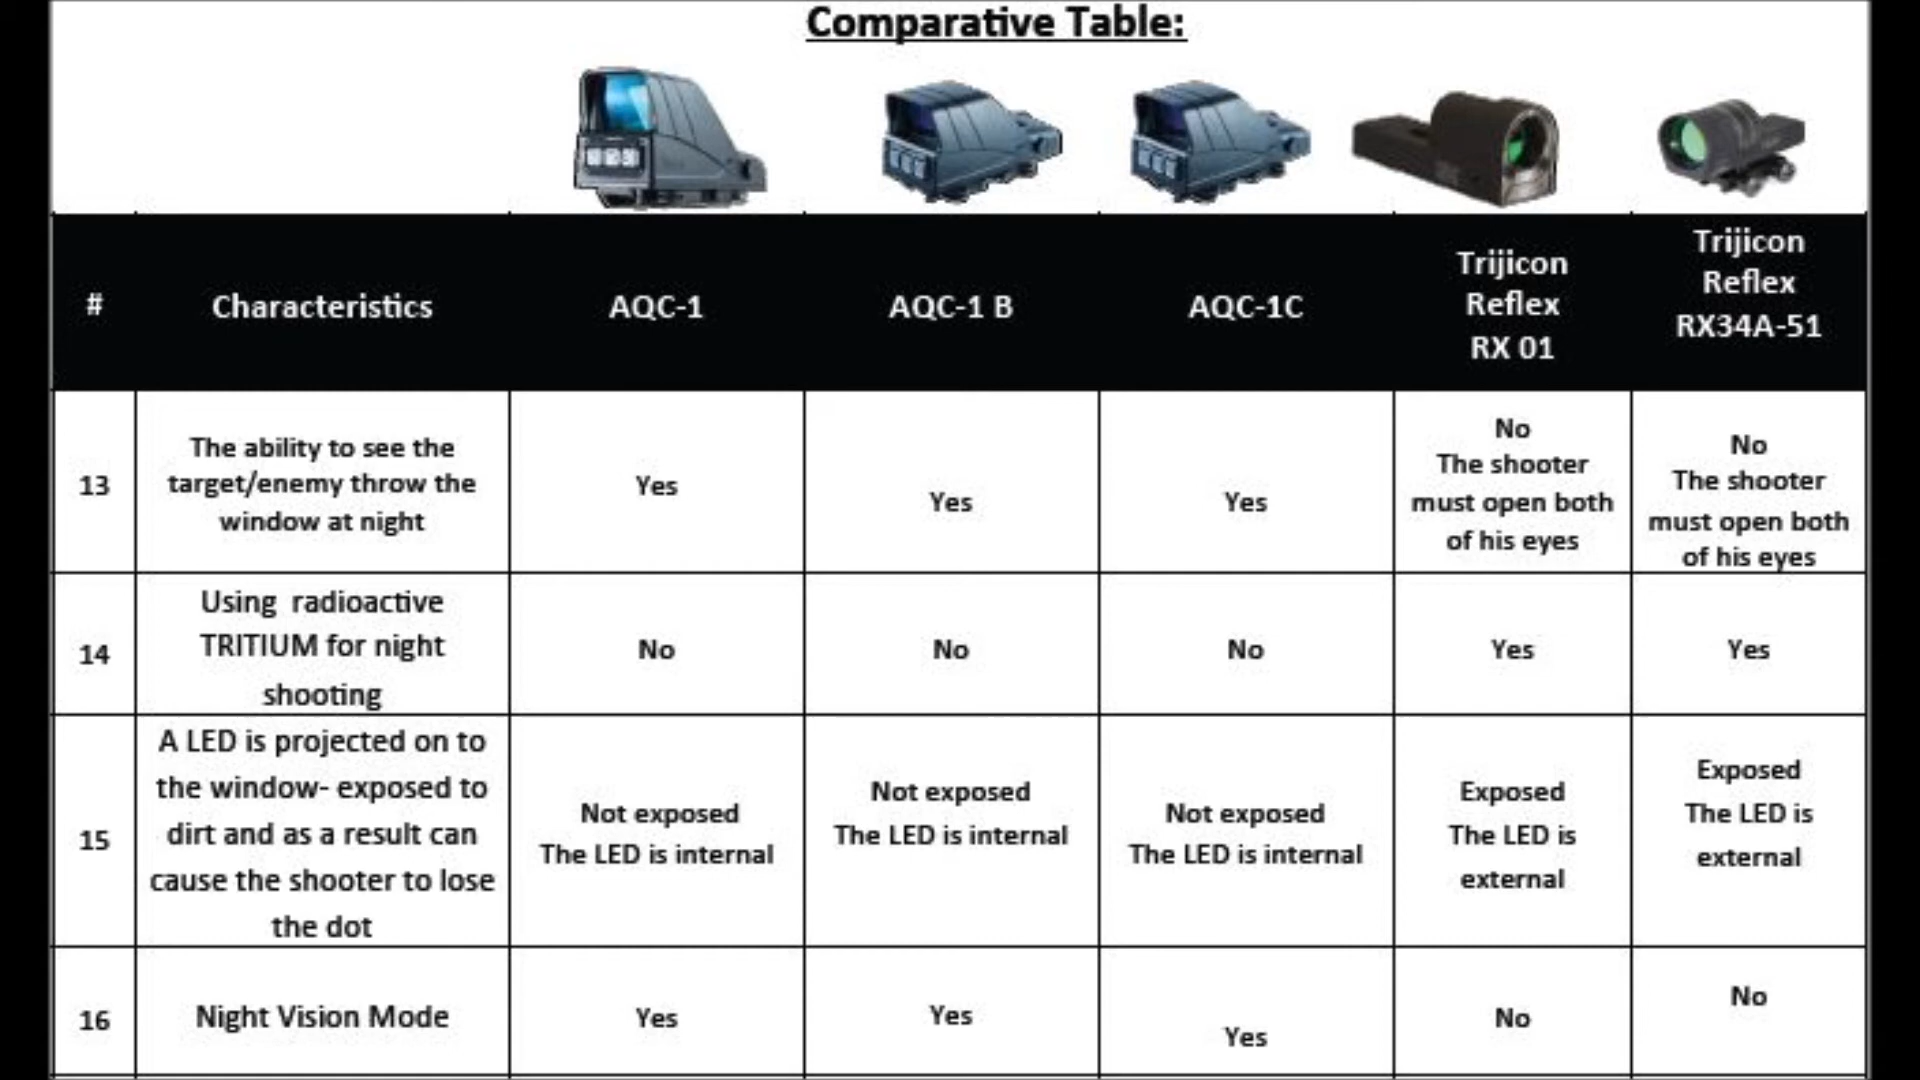 Comparative Table:
#
Characteristics
AQC-1
AQC-1 B
AQC-1C
Trijicon
Reflex
RX 01
Trijicon
Reflex
RX34A-51
13
The ability to see the
target/enemy throw the
window at night
Yes
Yes
Yes
No
The shooter
must open both
of his eyes
No
The shooter
must open both
of his eyes
14
Using radioactive
TRITIUM for night
shooting
No
No
No
Yes
Yes
15
A LED is projected on to
the window- exposed to
dirt and as a result can
cause the shooter to lose
the dot
Not exposed
The LED is internal
Not exposed
The LED is internal
Not exposed
The LED is internal
Exposed
The LED is
external
Exposed
The LED is
external
16
Night Vision Mode
Yes
Yes
Yes
No
No